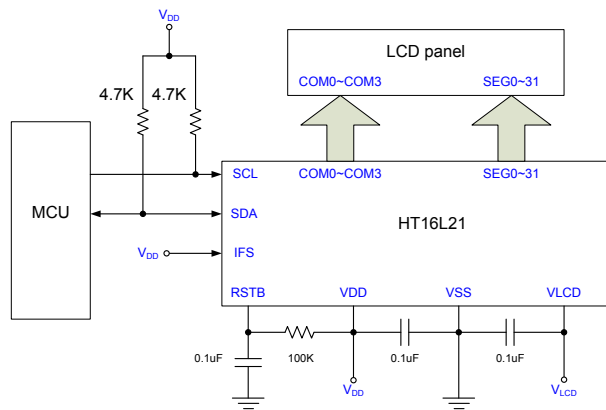 VDD
LCD panel
COM0~COM3 SEG0~31
4.7K 4.7K
MCU
SCL COM0~COM3 SEG0~31
SDA
HT16L21
VDD IFS
RSTB VDD VSS VLCD
0.1uF 100K 0.1uF 0.1uF
VDD VLCD